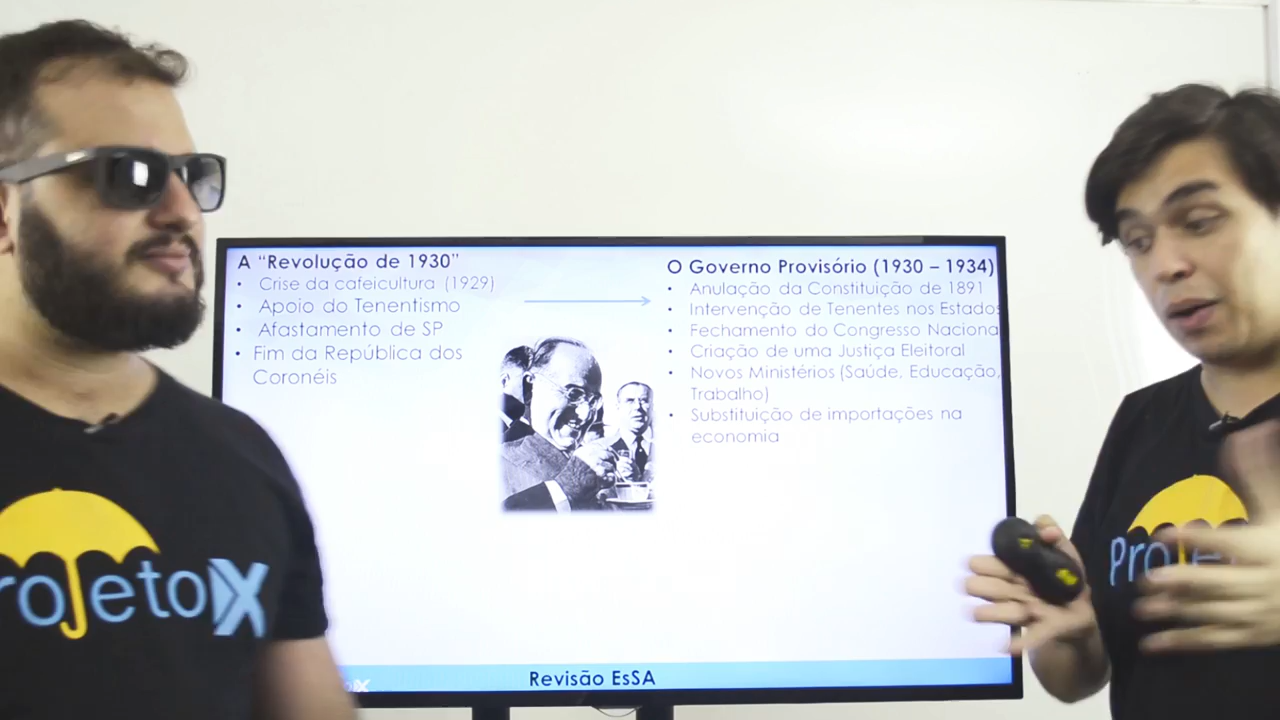 A “Revolução de 1930”
• Crise da cafeicultura (1929)
• Apoio do Tenentismo
• Afastamento de SP
• Fim da República dos
Coronéis
O Governo Provisório (1930 – 1934)
• Anulação da Constituição de 1891
• Intervenção de Tenentes nos Estados
• Fechamento do Congresso Naciona
• Criação de uma Justiça Eleitoral
• Novos Ministérios (Saúde, Educação,
Trabalho)
• Substituição de importações na
economia
Revisão EsSA
rojetoX
Proje